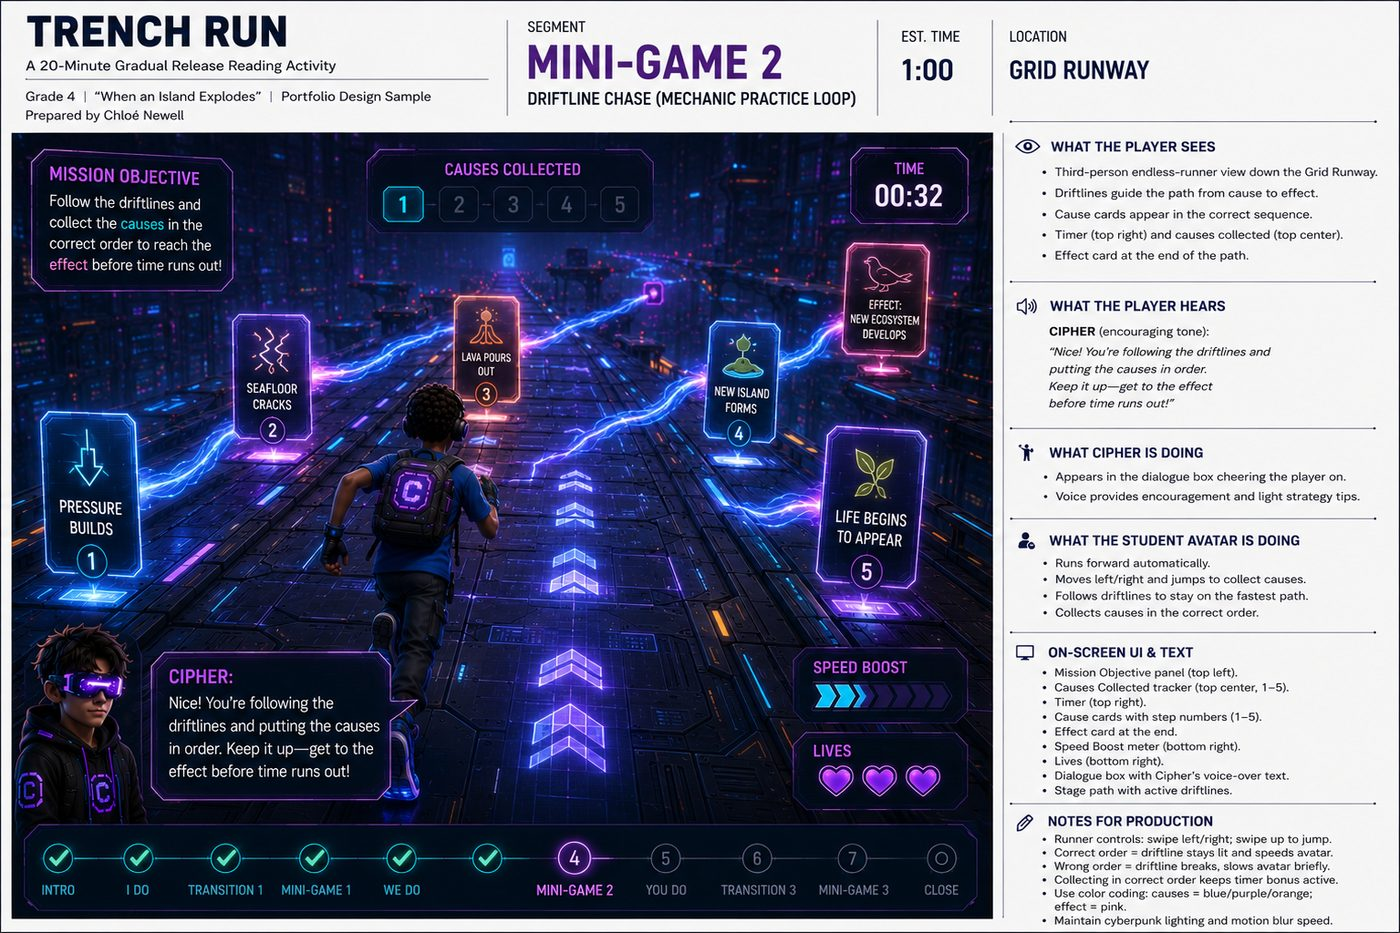 TRENCH RUN
A 20-Minute Gradual Release Reading Activity
Grade 4 | “When an Island Explodes” | Portfolio Design Sample
Prepared by Chloé Newell
SEGMENT
MINI-GAME 2
DRIFTLINE CHASE (MECHANIC PRACTICE LOOP)
EST. TIME
1:00
LOCATION
GRID RUNWAY
MISSION OBJECTIVE
Follow the driftlines and
collect the causes in the
correct order to reach the
effect before time runs out!
CAUSES COLLECTED
1 2 3 4 5
TIME
00:32
PRESSURE
BUILDS
1
SEAFLOOR
CRACKS
2
LAVA POURS
OUT
3
NEW ISLAND
FORMS
4
EFFECT:
NEW ECOSYSTEM
DEVELOPS
LIFE BEGINS
TO APPEAR
5
C
C C
CIPHER:
Nice! You’re following the
driftlines and putting the causes
in order. Keep it up—get to the
effect before time runs out!
SPEED BOOST
LIVES
4 5 6 7
INTRO I DO TRANSITION 1 MINI-GAME 1 WE DO MINI-GAME 2 YOU DO TRANSITION 3 MINI-GAME 3 CLOSE
WHAT THE PLAYER SEES
• Third-person endless-runner view down the Grid Runway.
• Driftlines guide the path from cause to effect.
• Cause cards appear in the correct sequence.
• Timer (top right) and causes collected (top center).
• Effect card at the end of the path.
WHAT THE PLAYER HEARS
CIPHER (encouraging tone):
“Nice! You’re following the driftlines and
putting the causes in order.
Keep it up—get to the effect
before time runs out!”
WHAT CIPHER IS DOING
• Appears in the dialogue box cheering the player on.
• Voice provides encouragement and light strategy tips.
WHAT THE STUDENT AVATAR IS DOING
• Runs forward automatically.
• Moves left/right and jumps to collect causes.
• Follows driftlines to stay on the fastest path.
• Collects causes in the correct order.
ON-SCREEN UI & TEXT
• Mission Objective panel (top left).
• Causes Collected tracker (top center, 1–5).
• Timer (top right).
• Cause cards with step numbers (1–5).
• Effect card at the end.
• Speed Boost meter (bottom right).
• Lives (bottom right).
• Dialogue box with Cipher’s voice-over text.
• Stage path with active driftlines.
NOTES FOR PRODUCTION
• Runner controls: swipe left/right; swipe up to jump.
• Correct order = driftline stays lit and speeds avatar.
• Wrong order = driftline breaks, slows avatar briefly.
• Collecting in correct order keeps timer bonus active.
• Use color coding: causes = blue/purple/orange;
effect = pink.
• Maintain cyberpunk lighting and motion blur speed.